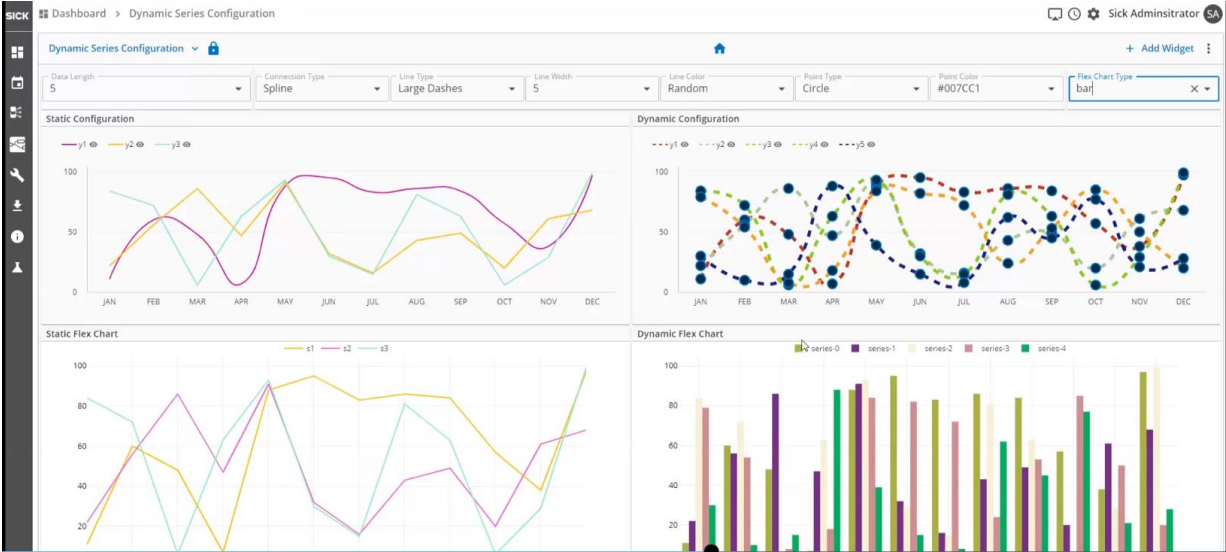 SICK Dashboard > Dynamic Series Configuration Sick Adminsitrator SA
Dynamic Series Configuration + Add Widget
Data Length Connection Type Line Type Line Width Line Color Point Type Point Color Flex Chart Type
5 Spline Large Dashes 5 Random Circle #007CC1 bar
Static Configuration
y1 y2 y3
100
50
0
JAN FEB MAR APR MAY JUN JUL AUG SEP OCT NOV DEC
Dynamic Configuration
y1 y2 y3 y4 y5
100
50
0
JAN FEB MAR APR MAY JUN JUL AUG SEP OCT NOV DEC
Static Flex Chart
s1 s2 s3
100
80
60
40
20
Dynamic Flex Chart
series-0 series-1 series-2 series-3 series-4
100
80
60
40
20